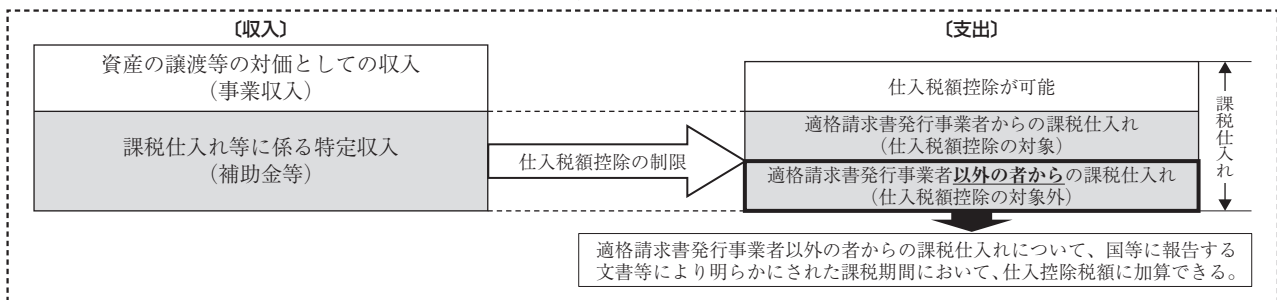 〔収入〕
資産の譲渡等の対価としての収入
（事業収入）
課税仕入れ等に係る特定収入
（補助金等）
仕入税額控除の制限
〔支出〕
仕入税額控除が可能
適格請求書発行事業者からの課税仕入れ
（仕入税額控除の対象）
適格請求書発行事業者以外の者からの課税仕入れ
（仕入税額控除の対象外）
課税仕入れ
適格請求書発行事業者以外の者からの課税仕入れについて、国等に報告する
文書等により明らかにされた課税期間において、仕入控除税額に加算できる。